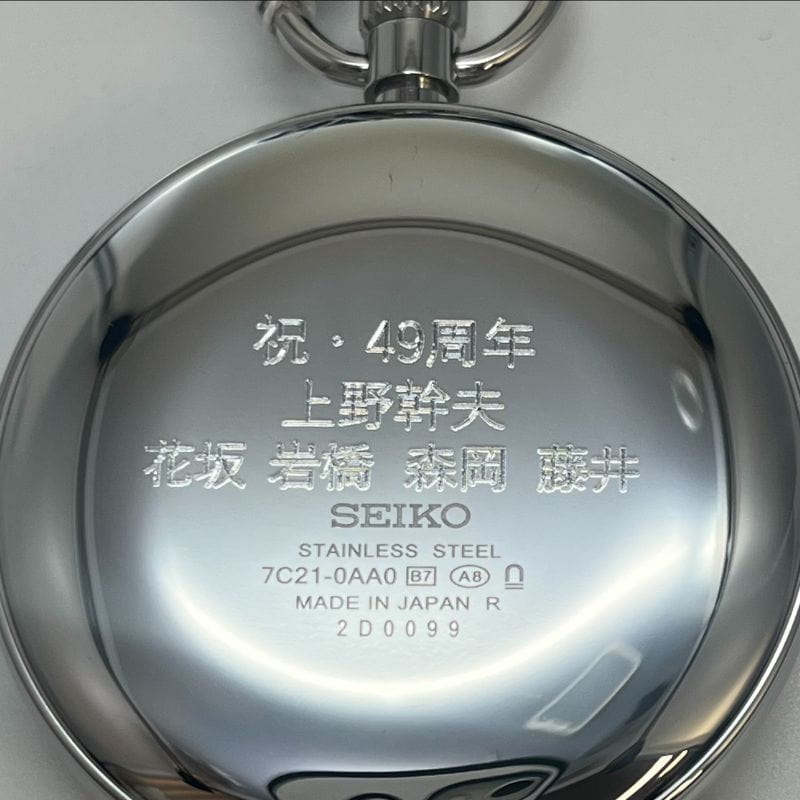 祝・49周年
上野幹夫
花坂 岩橋 森岡 藤井
SEIKO
STAINLESS STEEL
7C21-0AA0 B7 A8
MADE IN JAPAN R
2D0099